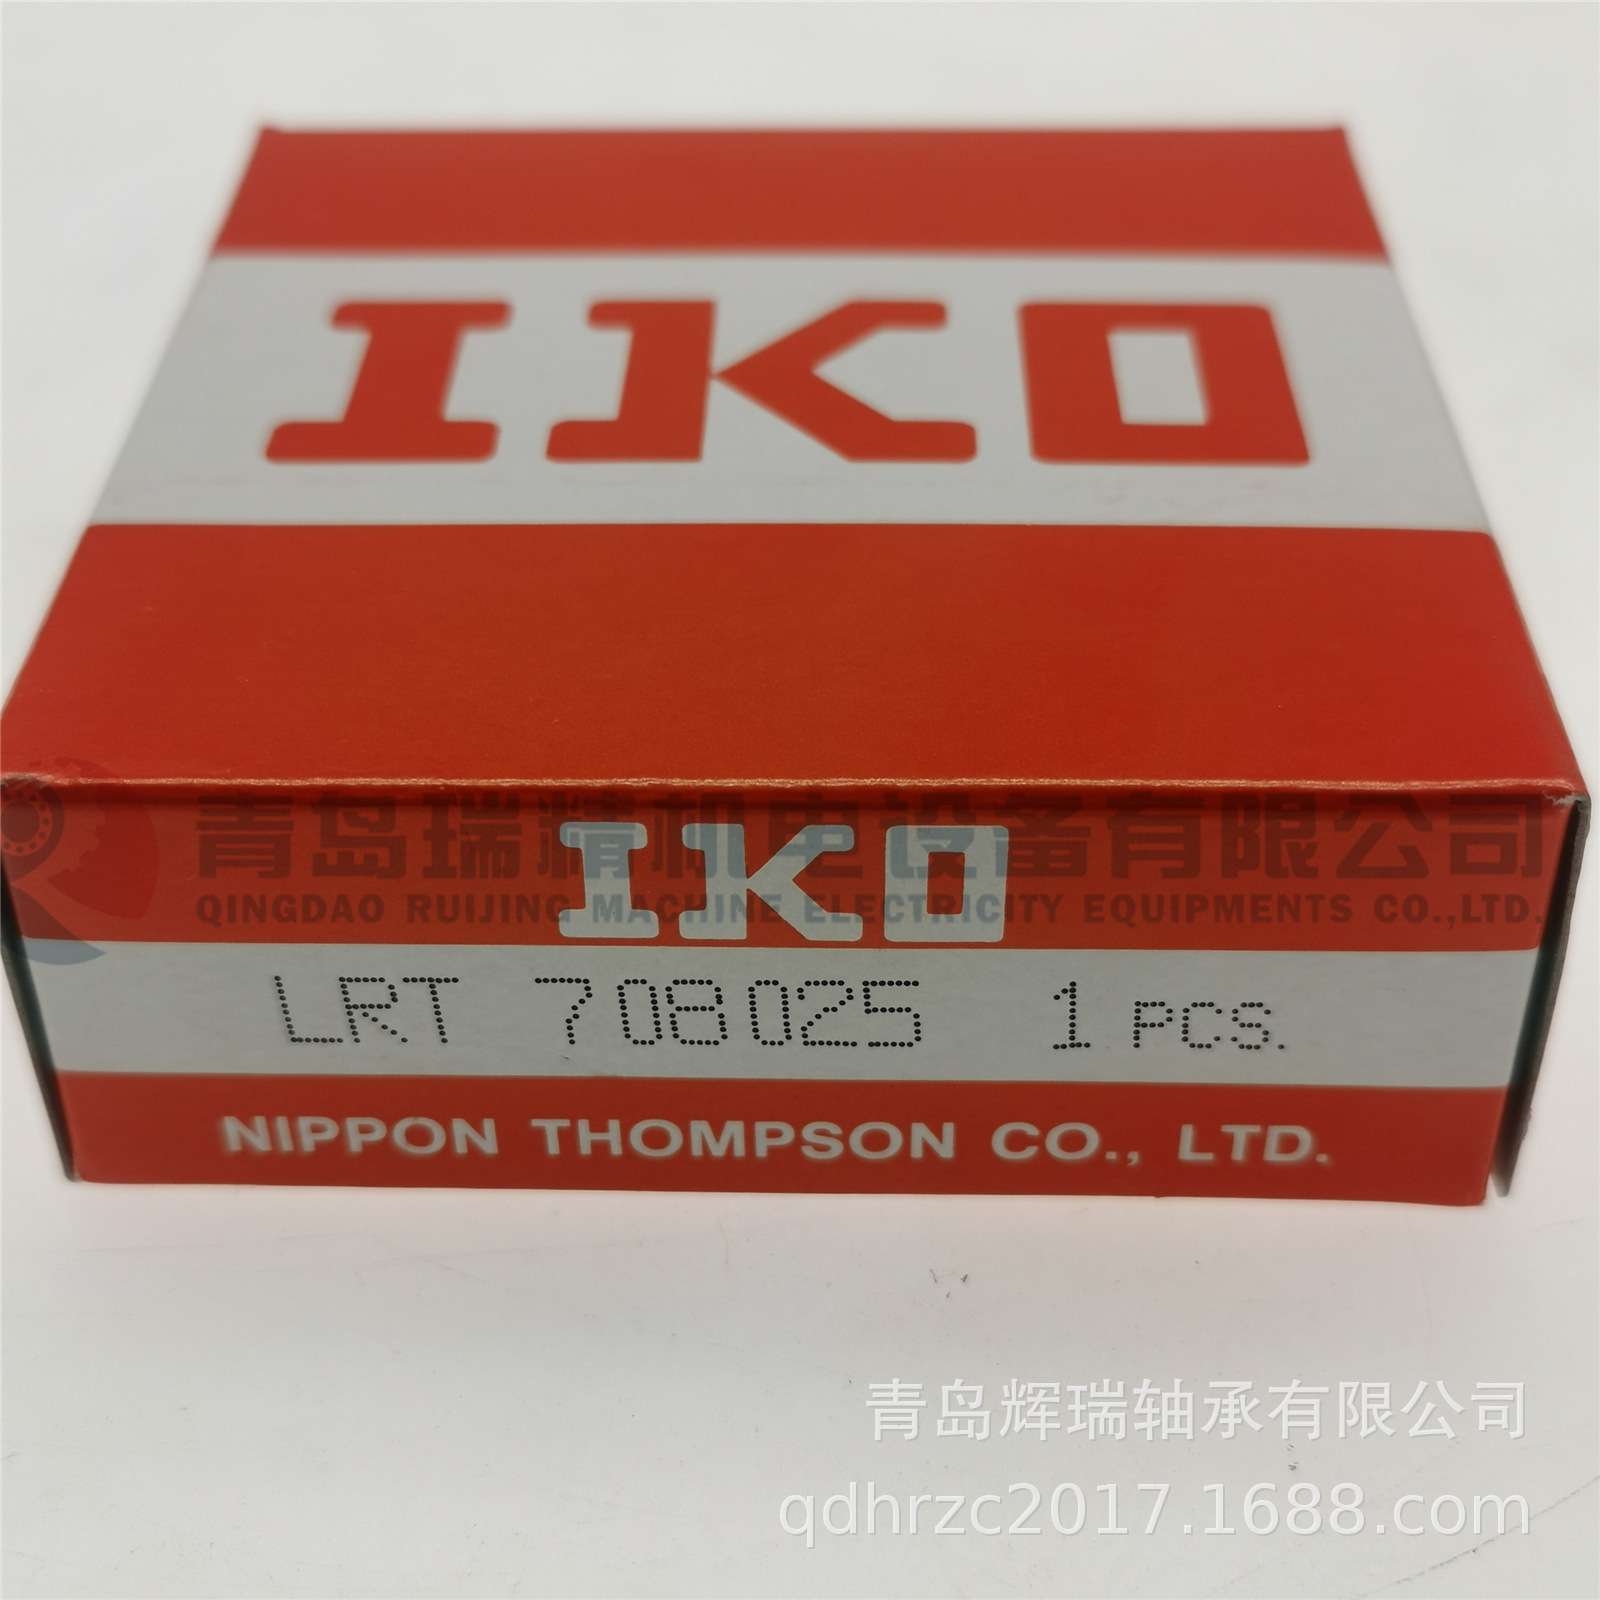 IKO
青岛瑞精机电设备有限公司
IKO
QINGDAO RUIJING MACHINE ELECTRICITY EQUIPMENTS CO.,LTD.
LRT 708025 1 PCS.
NIPPON THOMPSON CO., LTD.
青岛辉瑞轴承有限公司
qdhrzc2017.1688.com